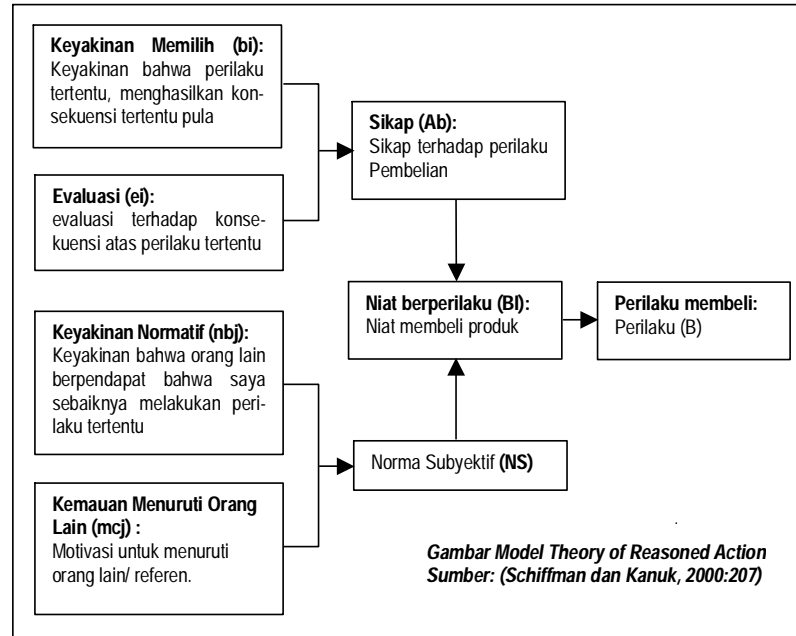 Keyakinan Memilih (bi):
Keyakinan bahwa perilaku
tertentu, menghasilkan kon-
sekuensi tertentu pula
Evaluasi (ei):
evaluasi terhadap konse-
kuensi atas perilaku tertentu
Sikap (Ab):
Sikap terhadap perilaku
Pembelian
Niat berperilaku (BI):
Niat membeli produk
Perilaku membeli:
Perilaku (B)
Keyakinan Normatif (nbj):
Keyakinan bahwa orang lain
berpendapat bahwa saya
sebaiknya melakukan peri-
laku tertentu
Norma Subyektif (NS)
Kemauan Menuruti Orang
Lain (mcj) :
Motivasi untuk menuruti
orang lain/ referen.
Gambar Model Theory of Reasoned Action
Sumber: (Schiffman dan Kanuk, 2000:207)